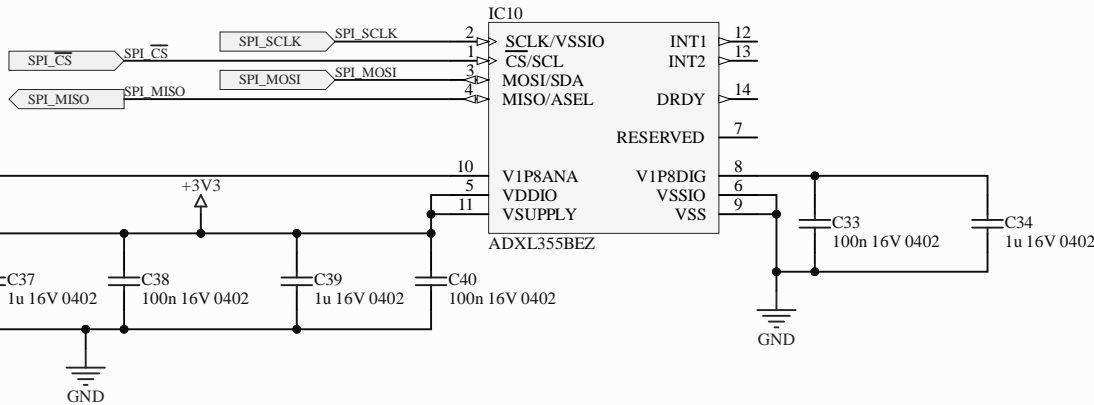 IC10
SPI_SCLK SPI_SCLK 2 SCLK/VSSIO INT1 12
SPI_CS SPI_CS 1 CS/SCL INT2 13
SPI_MOSI SPI_MOSI 3 MOSI/SDA
SPI_MISO SPI_MISO 4 MISO/ASEL DRDY 14
RESERVED 7
10 V1P8ANA V1P8DIG 8
+3V3 5 VDDIO VSSIO 6
11 VSUPPLY VSS 9
C33 C34
100n 16V 0402 1u 16V 0402
ADXL355BEZ
C37 C38 C39 C40
1u 16V 0402 100n 16V 0402 1u 16V 0402 100n 16V 0402
GND
GND